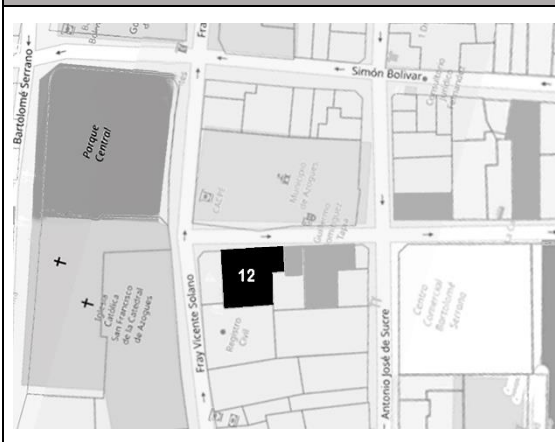 Bartolomé Serrano
Simón Bolívar
Parque
Central
CACPE
Municipio
de Azogues
12
Fray Vicente Solano
Registro
Civil
Iglesia
Católica
San Francisco
de la Catedral
de Azogues
Antonio José de Sucre
Centro
Comercial
Bartolomé
Serrano